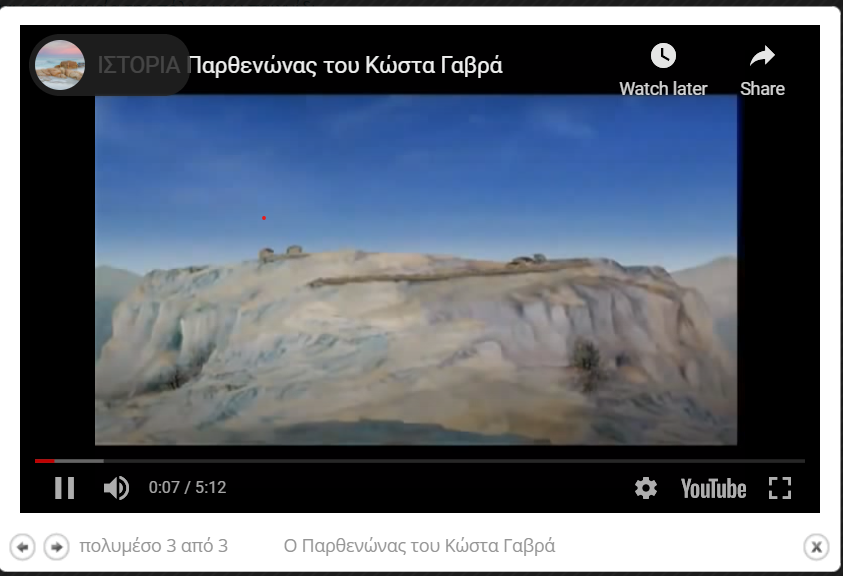 ΙΣΤΟΡΙΑ Παρθενώνας του Κώστα Γαβρά
Watch later
Share
0:07 / 5:12
YouTube
πολυμέσο 3 από 3
Ο Παρθενώνας του Κώστα Γαβρά